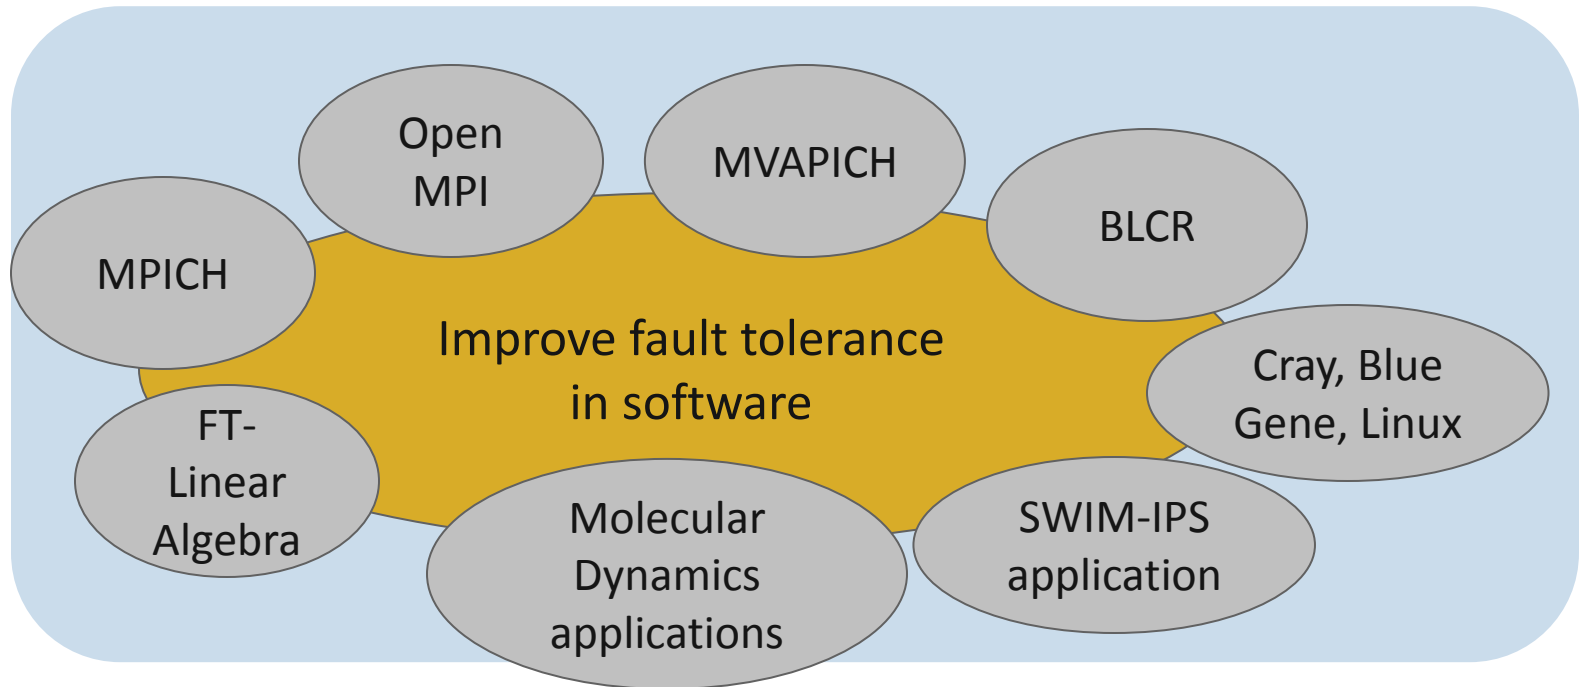 Open
MPI
MVAPICH
BLCR
MPICH
Improve fault tolerance
in software
Cray, Blue
Gene, Linux
FT-
Linear
Algebra
Molecular
Dynamics
applications
SWIM-IPS
application